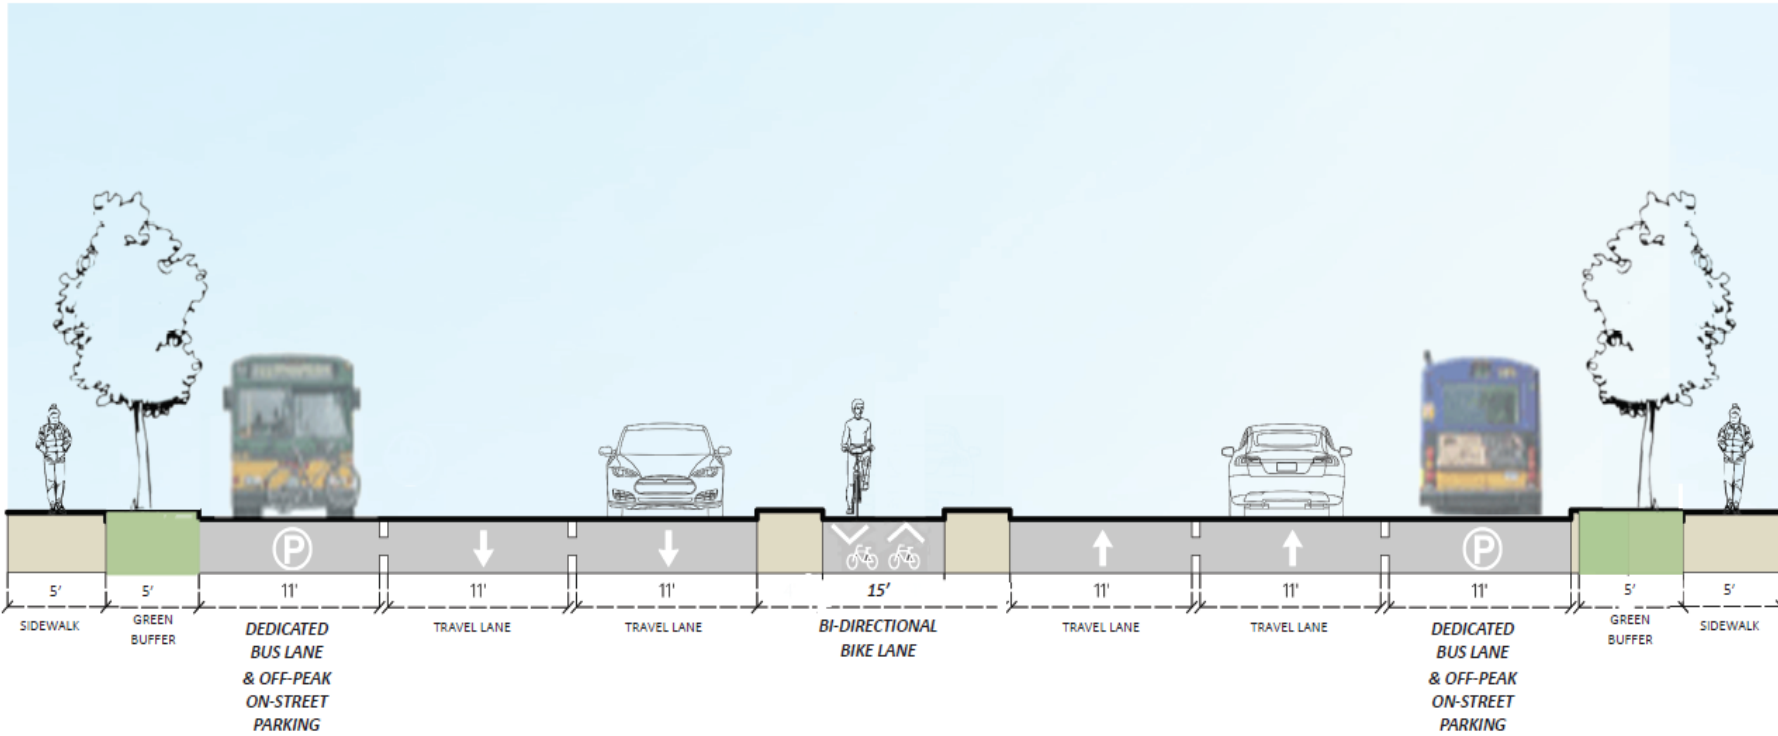 P
P
5'
5'
11'
11'
11'
15'
11'
11'
11'
5'
5'
SIDEWALK
GREEN
BUFFER
DEDICATED
BUS LANE
& OFF-PEAK
ON-STREET
PARKING
TRAVEL LANE
TRAVEL LANE
BI-DIRECTIONAL
BIKE LANE
TRAVEL LANE
TRAVEL LANE
DEDICATED
BUS LANE
& OFF-PEAK
ON-STREET
PARKING
GREEN
BUFFER
SIDEWALK